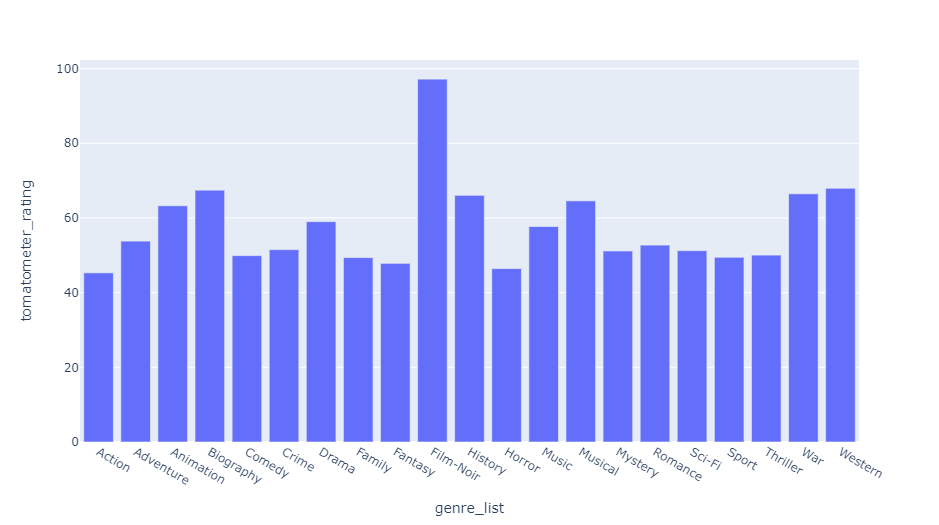 100
80
60
40
20
0
tomatometer_rating
Action
Adventure
Animation
Biography
Comedy
Crime
Drama
Family
Fantasy
Film-Noir
History
Horror
Music
Musical
Mystery
Romance
Sci-Fi
Sport
Thriller
War
Western
genre_list